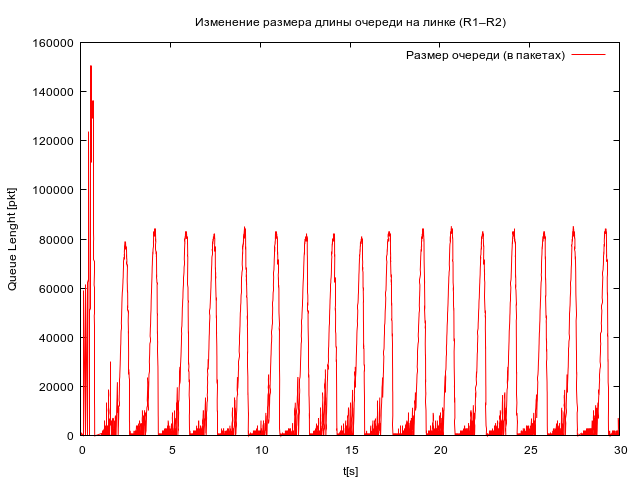 Изменение размера длины очереди на линке (R1–R2)
Размер очереди (в пакетах)
160000
140000
120000
100000
80000
60000
40000
20000
0
Queue Lenght [pkt]
0 5 10 15 20 25 30
t[s]